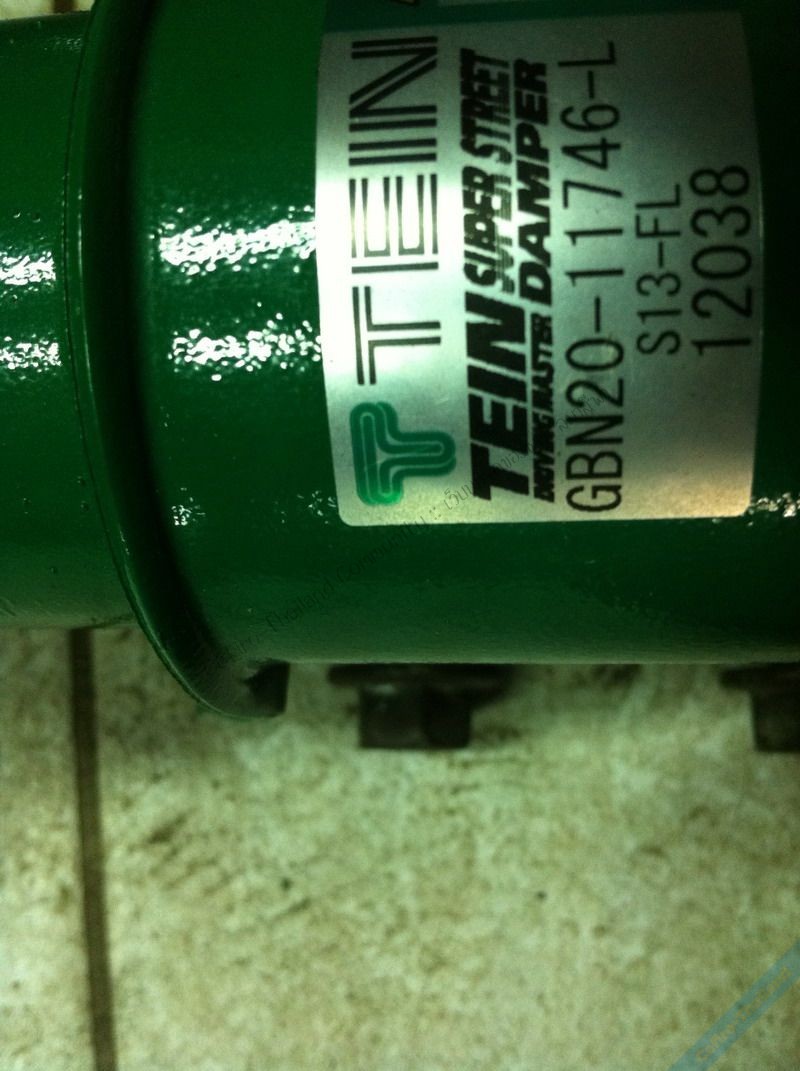 TEIN
TEIN SUPER STREET
DRIVING MASTER DAMPER
GBN20-11746-L
S13-FL
12038